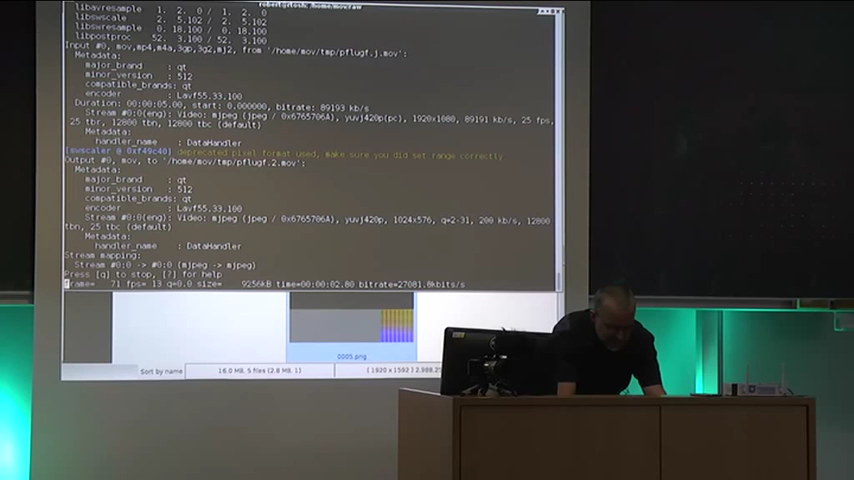 robert@tosh: /home/mov/raw
libavresample 1. 2. 0 / 1. 2. 0
libswscale 2. 5.102 / 2. 5.102
libswresample 0. 18.100 / 0. 18.100
libpostproc 52. 3.100 / 52. 3.100
Input #0, mov,mp4,m4a,3gp,3g2,mj2, from '/home/mov/tmp/pflugf.j.mov':
Metadata:
major_brand : qt
minor_version : 512
compatible_brands: qt
encoder : Lavf55.33.100
Duration: 00:00:05.00, start: 0.000000, bitrate: 89193 kb/s
Stream #0:0(eng): Video: mjpeg (jpeg / 0x6765706A), yuvj420p(pc), 1920x1080, 89191 kb/s, 25 fps,
25 tbr, 12800 tbn, 12800 tbc (default)
Metadata:
handler_name : DataHandler
[swscaler @ 0xf49c40] deprecated pixel format used, make sure you did set range correctly
Output #0, mov, to '/home/mov/tmp/pflugf.2.mov':
Metadata:
major_brand : qt
minor_version : 512
compatible_brands: qt
encoder : Lavf55.33.100
Stream #0:0(eng): Video: mjpeg (jpeg / 0x6765706A), yuvj420p, 1024x576, q=2-31, 200 kb/s, 12800
tbn, 25 tbc (default)
Metadata:
handler_name : DataHandler
Stream mapping:
Stream #0:0 -> #0:0 (mjpeg -> mjpeg)
Press [q] to stop, [?] for help
frame= 71 fps= 13 q=0.0 size= 9256kB time=00:00:02.80 bitrate=27081.8kbits/s
0005.png
Sort by name 16.0 MB, 5 files (2.8 MB, 1) ( 1920 x 1592 )